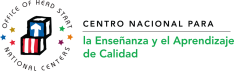 OFFICE OF HEAD START
NATIONAL CENTERS
CENTRO NACIONAL PARA
la Enseñanza y el Aprendizaje
de Calidad